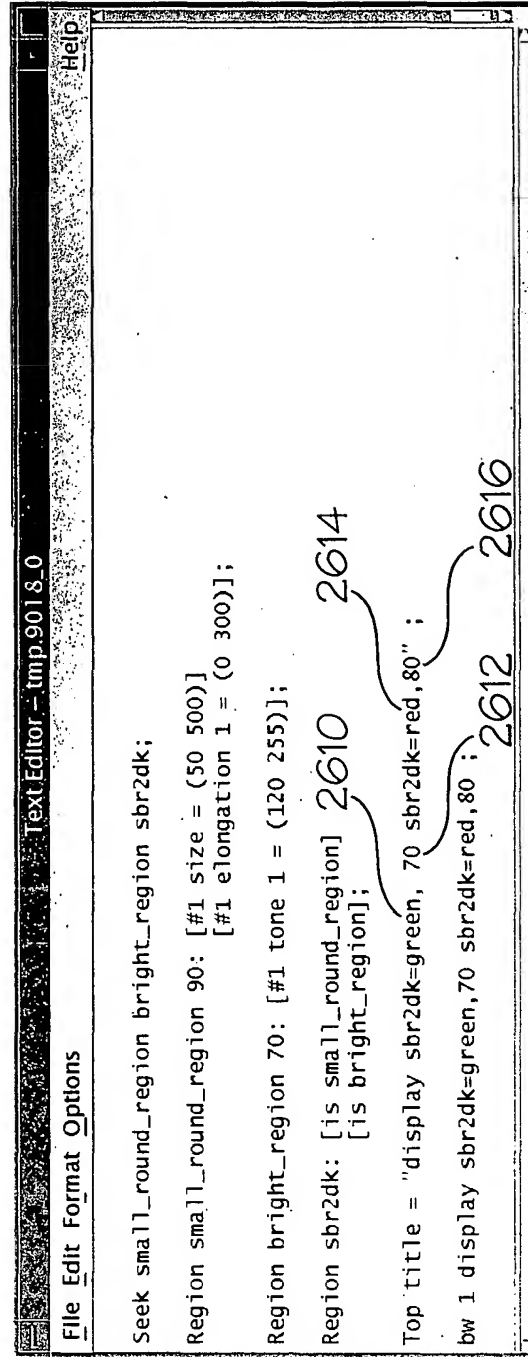 Text Editor – tmp.9018_0
File Edit Format Options Help
Seek small_round_region bright_region sbr2dk;
Region small_round_region 90: [#1 size = (50 500)]
[#1 elongation 1 = (0 300)];
Region bright_region 70: [#1 tone 1 = (120 255)];
Region sbr2dk: [is small_round_region] 2610 2614
[is bright_region];
Top title = "display sbr2dk=green, 70 sbr2dk=red,80" ;
bw 1 display sbr2dk=green,70 sbr2dk=red,80 ; 2612 2616